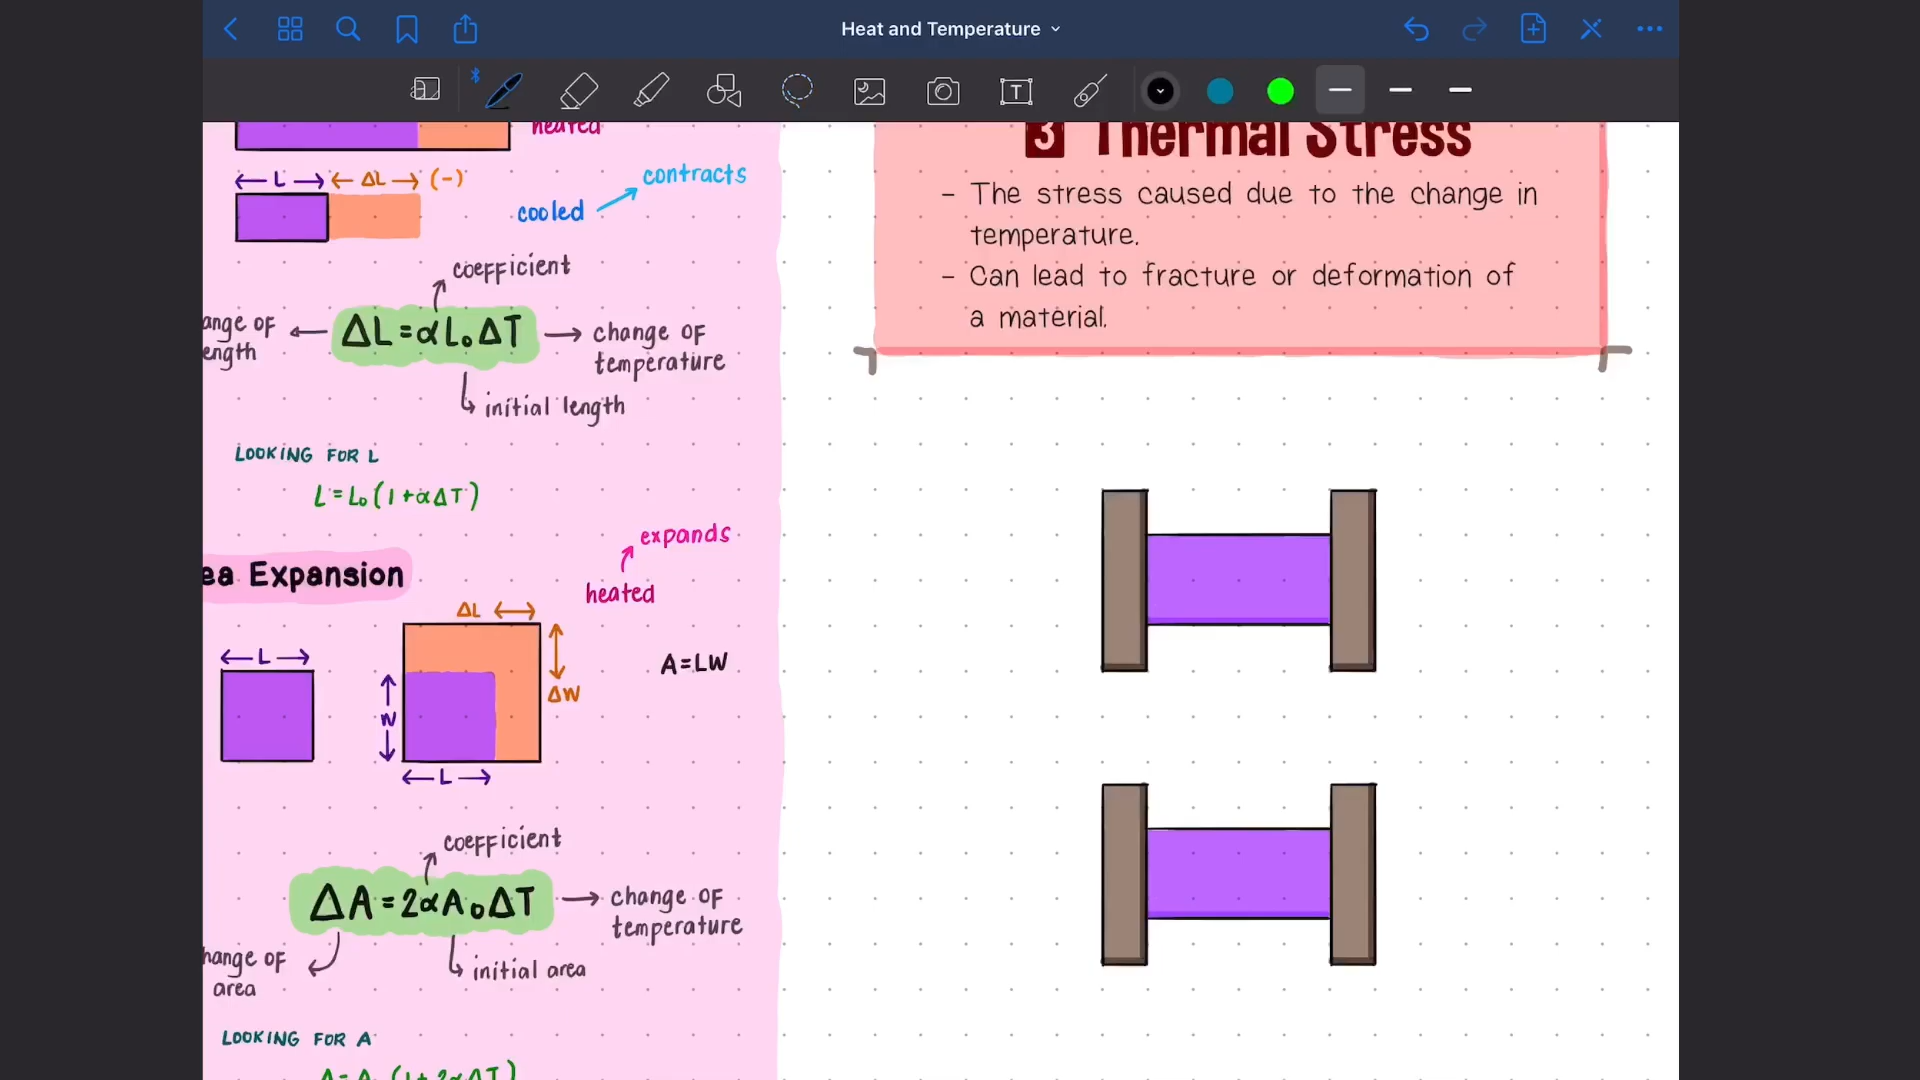 Heat and Temperature
T
heated
L
ΔL
(-)
contracts
cooled
coefficient
ange of
ength
ΔL=αL₀ΔT
change of
temperature
initial length
LOOKING FOR L
L=L₀(1+αΔT)
expands
heated
ea Expansion
ΔL
L
W
ΔW
L
A=LW
coefficient
ΔA=2αA₀ΔT
change of
temperature
hange of
area
initial area
LOOKING FOR A
A=A₀(1+2αΔT)
3 Thermal Stress
- The stress caused due to the change in
temperature.
- Can lead to fracture or deformation of
a material.